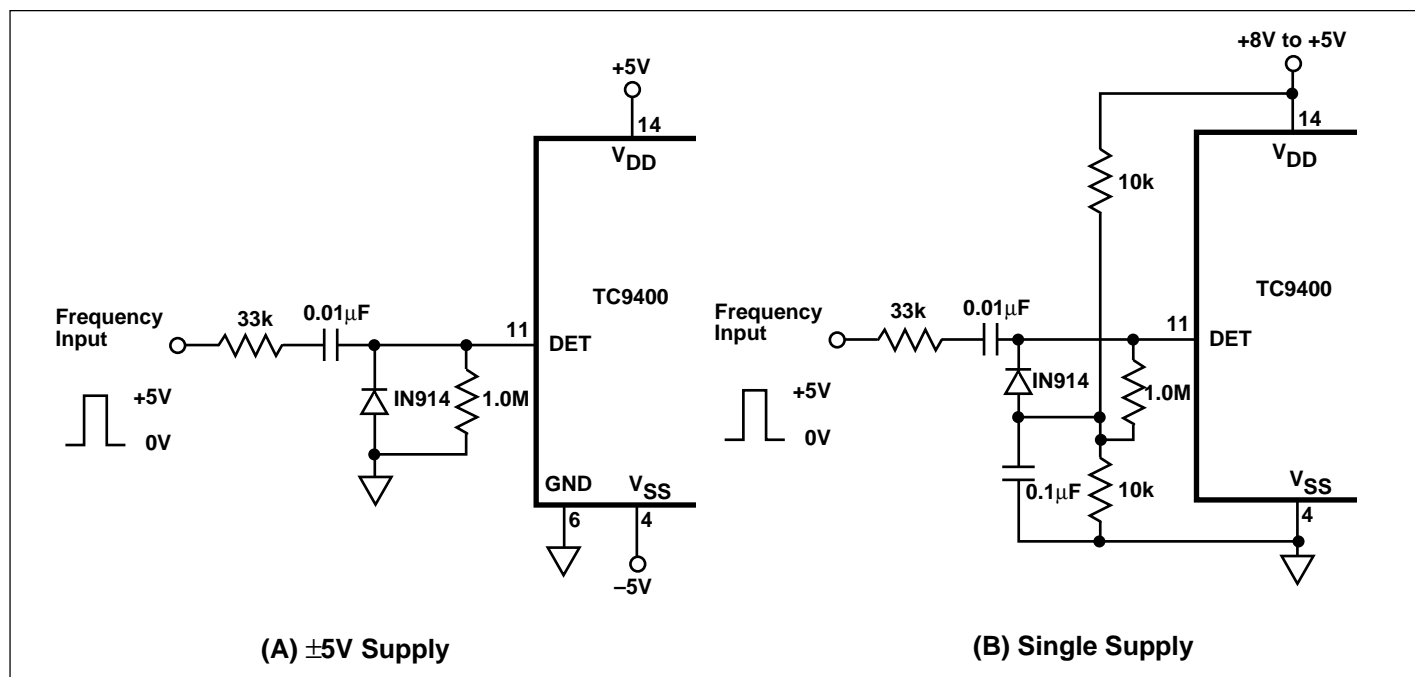 +5V
14
VDD
TC9400
Frequency
Input
33k
0.01µF
11
DET
+5V
0V
IN914
1.0M
GND
VSS
6
4
–5V
(A) ±5V Supply
+8V to +5V
14
VDD
10k
TC9400
Frequency
Input
33k
0.01µF
11
DET
+5V
0V
IN914
1.0M
0.1µF
10k
VSS
4
(B) Single Supply